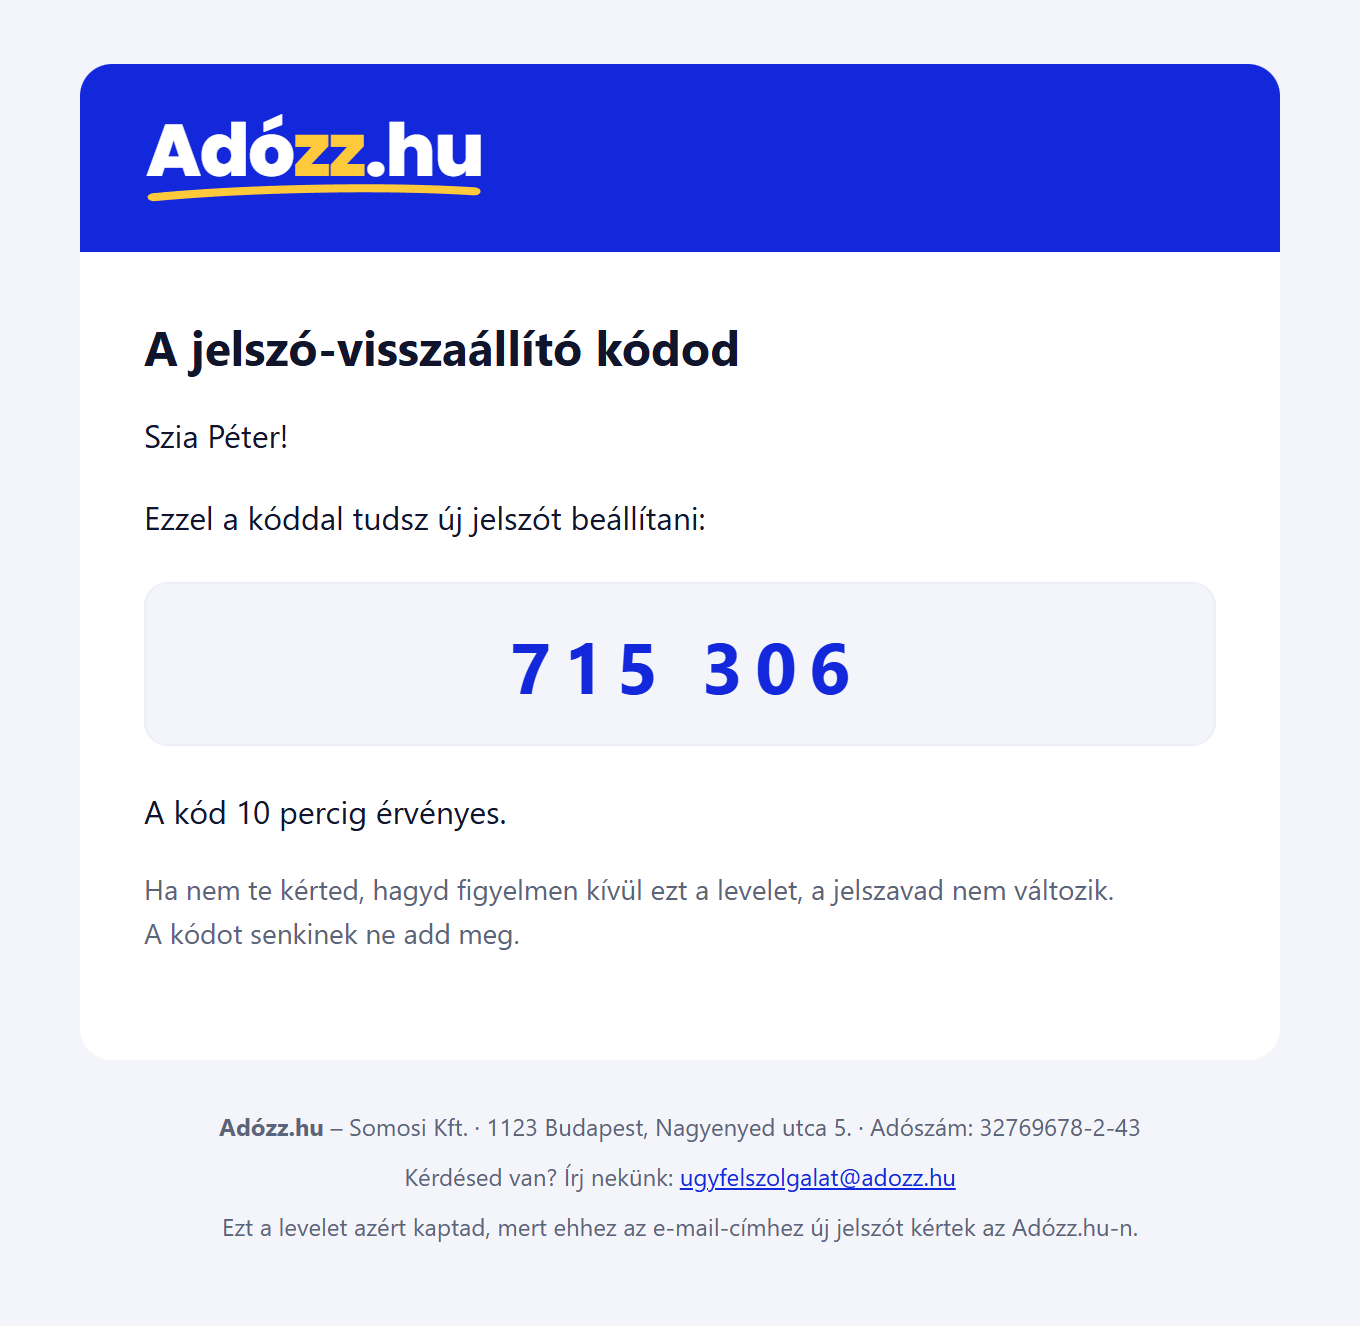 Adózz.hu
A jelszó-visszaállító kódod
Szia Péter!
Ezzel a kóddal tudsz új jelszót beállítani:
715 306
A kód 10 percig érvényes.
Ha nem te kérted, hagyd figyelmen kívül ezt a levelet, a jelszavad nem változik.
A kódot senkinek ne add meg.
Adózz.hu – Somosi Kft. · 1123 Budapest, Nagyenyed utca 5. · Adószám: 32769678-2-43
Kérdésed van? Írj nekünk: ugyfelszolgalat@adozz.hu
Ezt a levelet azért kaptad, mert ehhez az e-mail-címhez új jelszót kértek az Adózz.hu-n.